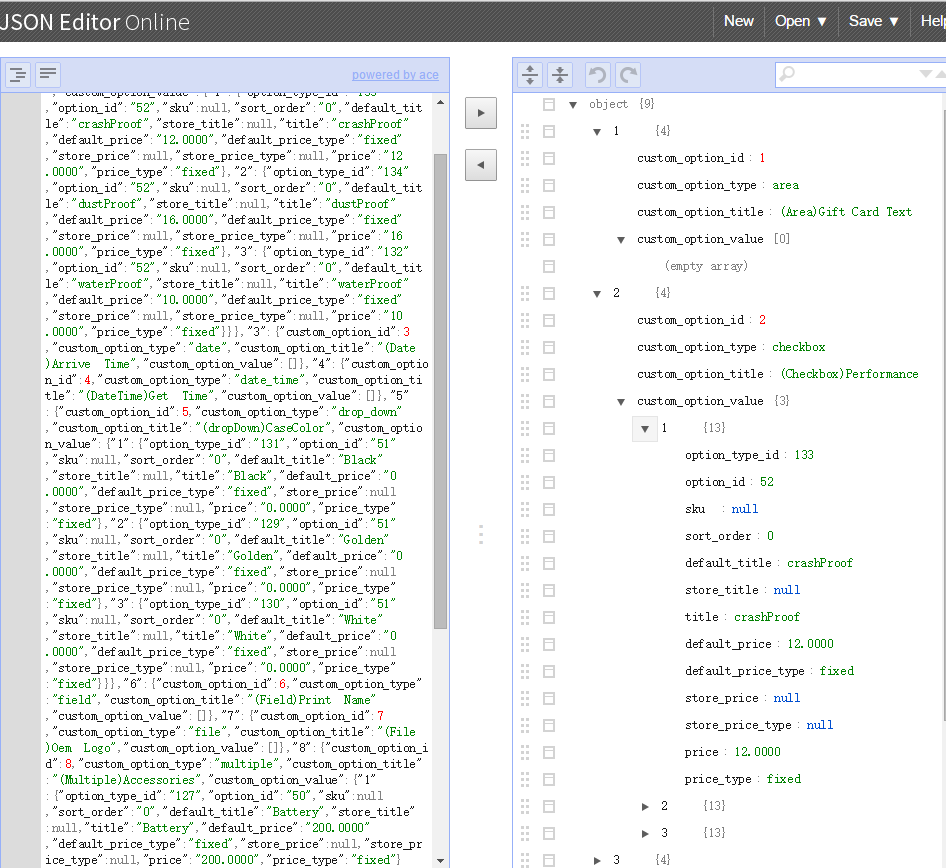 JSON Editor Online
New Open ▼ Save ▼ Help
powered by ace
,"option_id":"52","sku":null,"sort_order":"0","default_tit
le":"crashProof","store_title":null,"title":"crashProof"
,"default_price":"12.0000","default_price_type":"fixed"
,"store_price":null,"store_price_type":null,"price":"12
.0000","price_type":"fixed"},"2":{"option_type_id":"134"
,"option_id":"52","sku":null,"sort_order":"0","default_tit
le":"dustProof","store_title":null,"title":"dustProof"
,"default_price":"16.0000","default_price_type":"fixed"
,"store_price":null,"store_price_type":null,"price":"16
.0000","price_type":"fixed"},"3":{"option_type_id":"132"
,"option_id":"52","sku":null,"sort_order":"0","default_tit
le":"waterProof","store_title":null,"title":"waterProof"
,"default_price":"10.0000","default_price_type":"fixed"
,"store_price":null,"store_price_type":null,"price":"10
.0000","price_type":"fixed"}}},"3":{"custom_option_id":3
,"custom_option_type":"date","custom_option_title":"(Date
)Arrive Time","custom_option_value":[]},"4":{"custom_optio
n_id":4,"custom_option_type":"date_time","custom_option_ti
tle":"(DateTime)Get Time","custom_option_value":[]},"5"
:{"custom_option_id":5,"custom_option_type":"drop_down"
,"custom_option_title":"(dropDown)CaseColor","custom_optio
n_value":{"1":{"option_type_id":"131","option_id":"51"
,"sku":null,"sort_order":"0","default_title":"Black"
,"store_title":null,"title":"Black","default_price":"0
.0000","default_price_type":"fixed","store_price":null
,"store_price_type":null,"price":"0.0000","price_type"
:"fixed"},"2":{"option_type_id":"129","option_id":"51"
,"sku":null,"sort_order":"0","default_title":"Golden"
,"store_title":null,"title":"Golden","default_price":"0
.0000","default_price_type":"fixed","store_price":null
,"store_price_type":null,"price":"0.0000","price_type"
:"fixed"},"3":{"option_type_id":"130","option_id":"51"
,"sku":null,"sort_order":"0","default_title":"White"
,"store_title":null,"title":"White","default_price":"0
.0000","default_price_type":"fixed","store_price":null
,"store_price_type":null,"price":"0.0000","price_type"
:"fixed"}}},"6":{"custom_option_id":6,"custom_option_type"
:"field","custom_option_title":"(Field)Print Name"
,"custom_option_value":[]},"7":{"custom_option_id":7
,"custom_option_type":"file","custom_option_title":"(File
)Oem Logo","custom_option_value":[]},"8":{"custom_option_i
d":8,"custom_option_type":"multiple","custom_option_title"
:"(Multiple)Accessories","custom_option_value":{"1"
:{"option_type_id":"127","option_id":"50","sku":null
,"sort_order":"0","default_title":"Battery","store_title"
:null,"title":"Battery","default_price":"200.0000"
,"default_price_type":"fixed","store_price":null,"store_pr
ice_type":null,"price":"200.0000","price_type":"fixed"}
▼ object {9}
▼ 1 {4}
custom_option_id : 1
custom_option_type : area
custom_option_title : (Area)Gift Card Text
▼ custom_option_value [0]
(empty array)
▼ 2 {4}
custom_option_id : 2
custom_option_type : checkbox
custom_option_title : (Checkbox)Performance
▼ custom_option_value {3}
▼ 1 {13}
option_type_id : 133
option_id : 52
sku : null
sort_order : 0
default_title : crashProof
store_title : null
title : crashProof
default_price : 12.0000
default_price_type : fixed
store_price : null
store_price_type : null
price : 12.0000
price_type : fixed
► 2 {13}
► 3 {13}
► 3 {4}